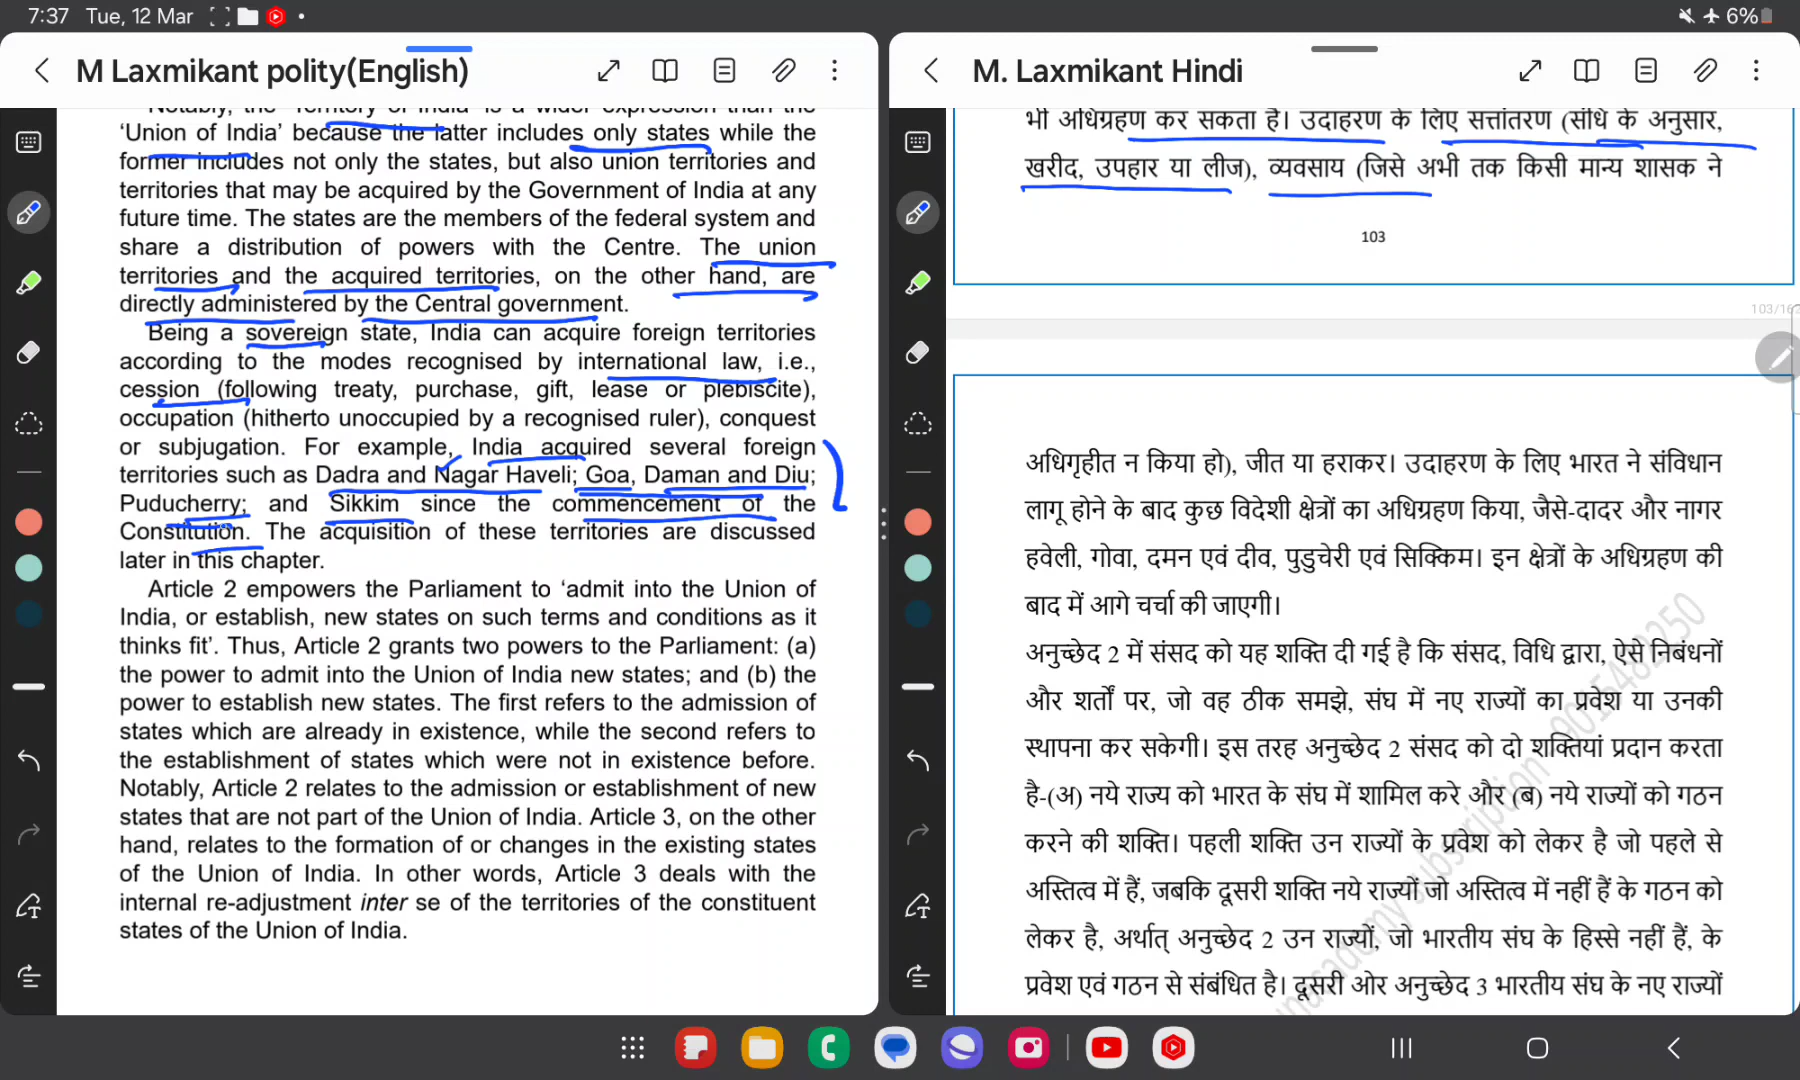 7:37 Tue, 12 Mar
6%
M Laxmikant polity(English)
Notably, the 'Territory of India' is a wider expression than the
‘Union of India’ because the latter includes only states while the
former includes not only the states, but also union territories and
territories that may be acquired by the Government of India at any
future time. The states are the members of the federal system and
share a distribution of powers with the Centre. The union
territories and the acquired territories, on the other hand, are
directly administered by the Central government.
Being a sovereign state, India can acquire foreign territories
according to the modes recognised by international law, i.e.,
cession (following treaty, purchase, gift, lease or plebiscite),
occupation (hitherto unoccupied by a recognised ruler), conquest
or subjugation. For example, India acquired several foreign
territories such as Dadra and Nagar Haveli; Goa, Daman and Diu;
Puducherry; and Sikkim since the commencement of the
Constitution. The acquisition of these territories are discussed
later in this chapter.
Article 2 empowers the Parliament to ‘admit into the Union of
India, or establish, new states on such terms and conditions as it
thinks fit’. Thus, Article 2 grants two powers to the Parliament: (a)
the power to admit into the Union of India new states; and (b) the
power to establish new states. The first refers to the admission of
states which are already in existence, while the second refers to
the establishment of states which were not in existence before.
Notably, Article 2 relates to the admission or establishment of new
states that are not part of the Union of India. Article 3, on the other
hand, relates to the formation of or changes in the existing states
of the Union of India. In other words, Article 3 deals with the
internal re-adjustment inter se of the territories of the constituent
states of the Union of India.
M. Laxmikant Hindi
भी अधिग्रहण कर सकता है। उदाहरण के लिए सत्तांतरण (संधि के अनुसार,
खरीद, उपहार या लीज), व्यवसाय (जिसे अभी तक किसी मान्य शासक ने
103
अधिगृहीत न किया हो), जीत या हराकर। उदाहरण के लिए भारत ने संविधान
लागू होने के बाद कुछ विदेशी क्षेत्रों का अधिग्रहण किया, जैसे-दादर और नागर
हवेली, गोवा, दमन एवं दीव, पुडुचेरी एवं सिक्किम। इन क्षेत्रों के अधिग्रहण की
बाद में आगे चर्चा की जाएगी।
अनुच्छेद 2 में संसद को यह शक्ति दी गई है कि संसद, विधि द्वारा, ऐसे निबंधनों
और शर्तों पर, जो वह ठीक समझे, संघ में नए राज्यों का प्रवेश या उनकी
स्थापना कर सकेगी। इस तरह अनुच्छेद 2 संसद को दो शक्तियां प्रदान करता
है-(अ) नये राज्य को भारत के संघ में शामिल करे और (ब) नये राज्यों को गठन
करने की शक्ति। पहली शक्ति उन राज्यों के प्रवेश को लेकर है जो पहले से
अस्तित्व में हैं, जबकि दूसरी शक्ति नये राज्यों जो अस्तित्व में नहीं हैं के गठन को
लेकर है, अर्थात् अनुच्छेद 2 उन राज्यों, जो भारतीय संघ के हिस्से नहीं हैं, के
प्रवेश एवं गठन से संबंधित है। दूसरी ओर अनुच्छेद 3 भारतीय संघ के नए राज्यों